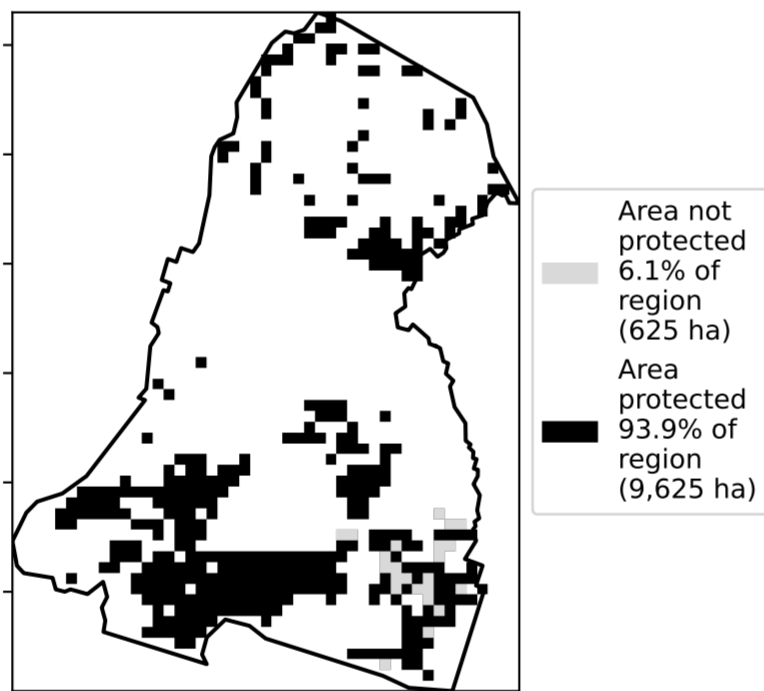 Area not
protected
6.1% of
region
(625 ha)
Area
protected
93.9% of
region
(9,625 ha)